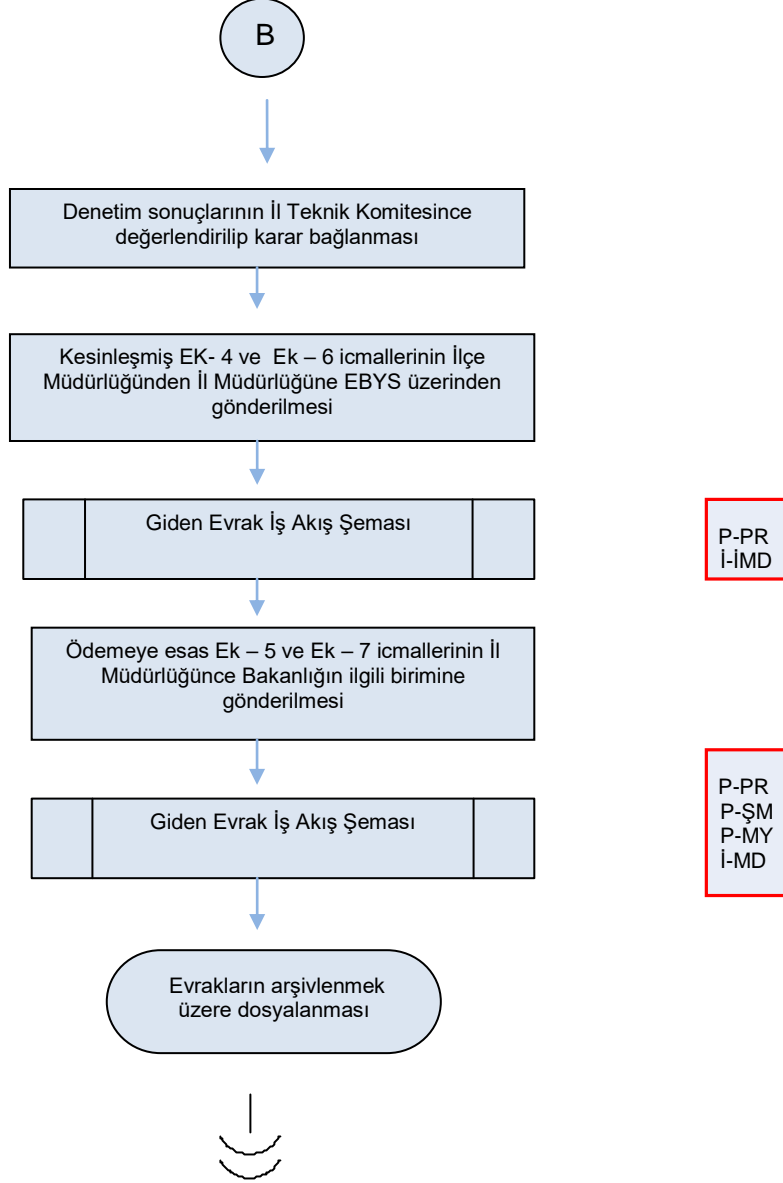 B
Denetim sonuçlarının İl Teknik Komitesince
değerlendirilip karar bağlanması
Kesinleşmiş EK- 4 ve Ek – 6 icmallerinin İlçe
Müdürlüğünden İl Müdürlüğüne EBYS üzerinden
gönderilmesi
Giden Evrak İş Akış Şeması
P-PR
İ-İMD
Ödemeye esas Ek – 5 ve Ek – 7 icmallerinin İl
Müdürlüğünce Bakanlığın ilgili birimine
gönderilmesi
Giden Evrak İş Akış Şeması
P-PR
P-ŞM
P-MY
İ-MD
Evrakların arşivlenmek
üzere dosyalanması